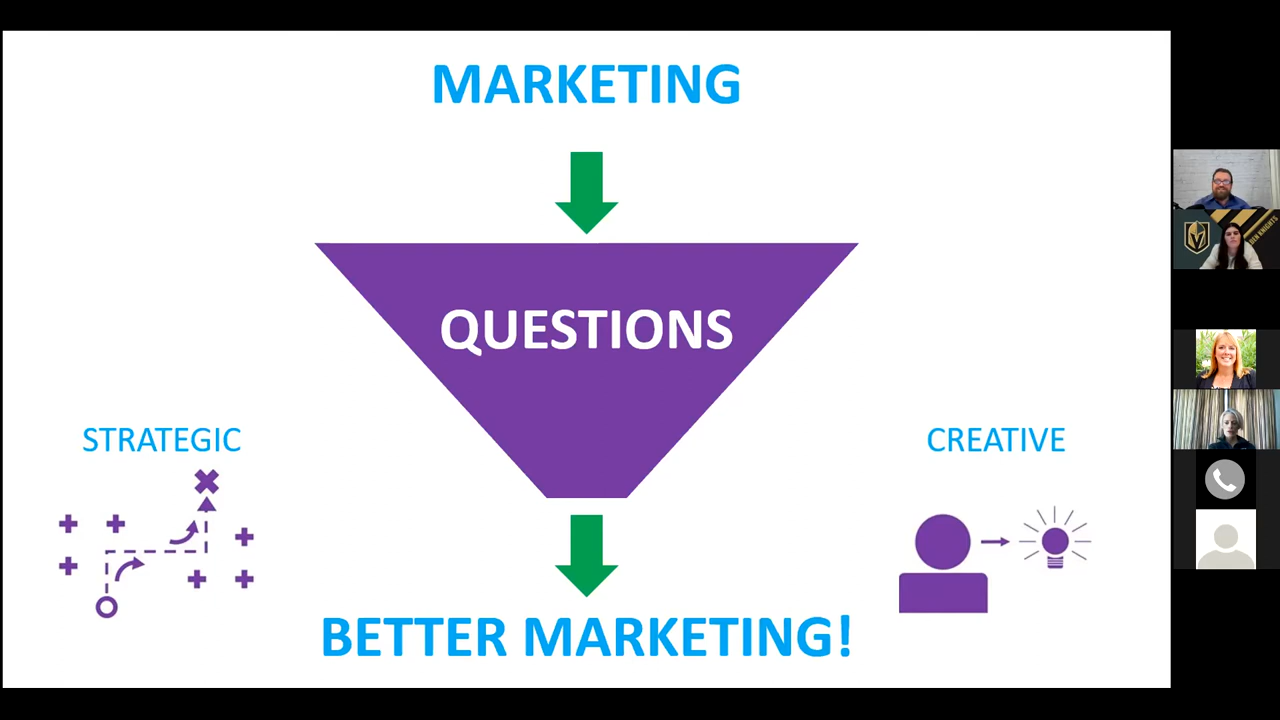 MARKETING
QUESTIONS
STRATEGIC
CREATIVE
BETTER MARKETING!